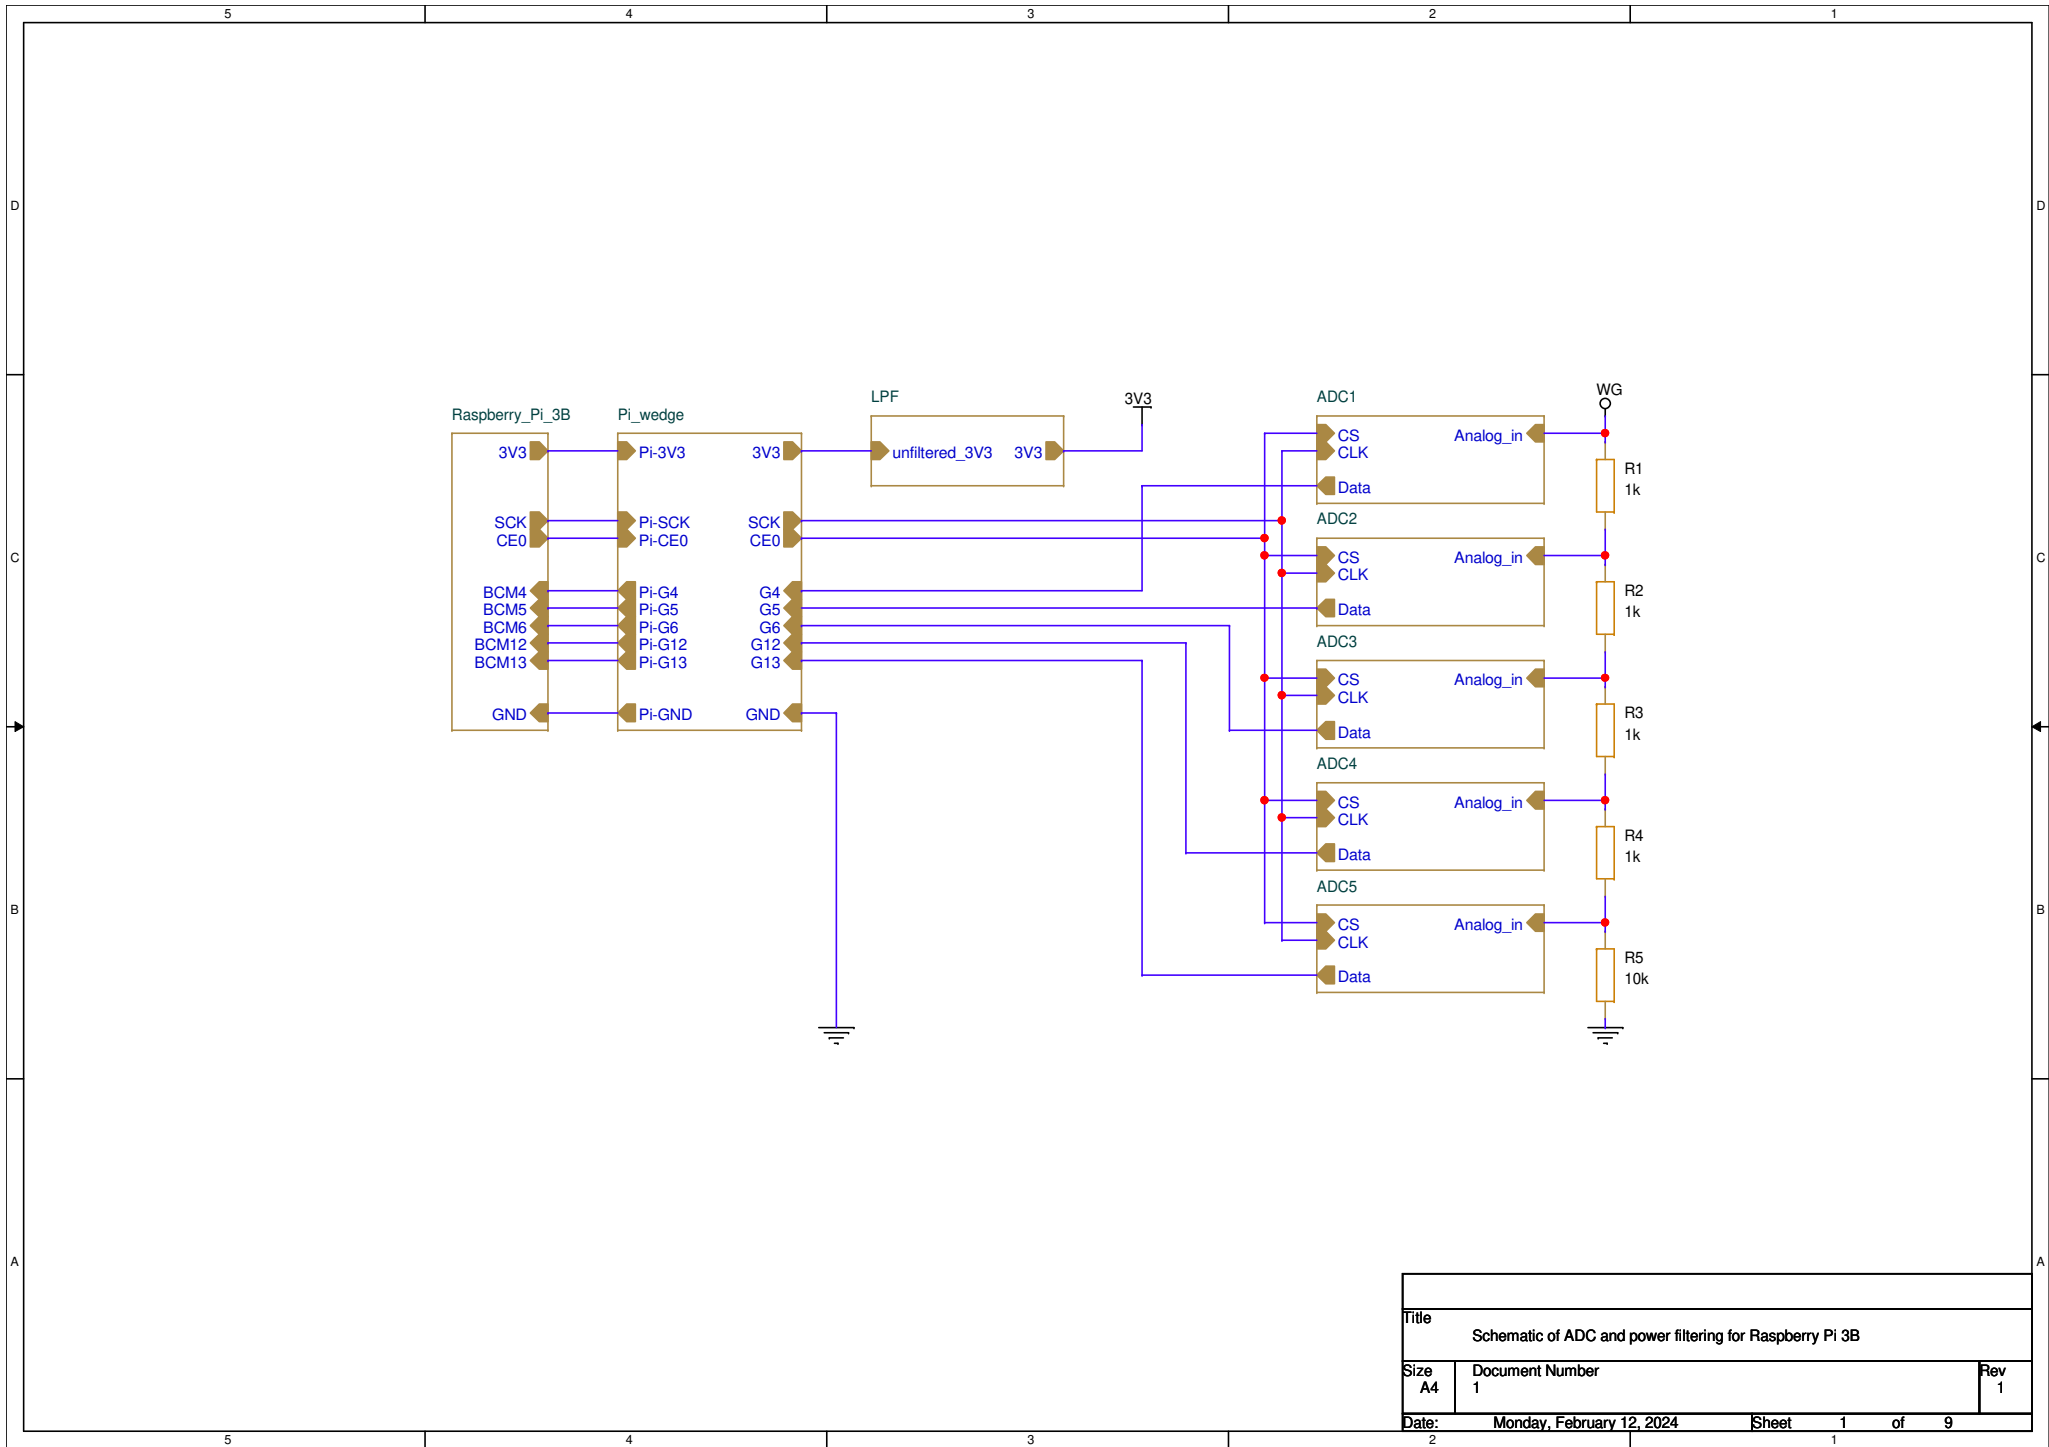 5 4 3 2 1
D D
C C
B B
A A
Raspberry_Pi_3B
3V3
SCK
CE0
BCM4
BCM5
BCM6
BCM12
BCM13
GND
Pi_wedge
Pi-3V3 3V3
Pi-SCK SCK
Pi-CE0 CE0
Pi-G4 G4
Pi-G5 G5
Pi-G6 G6
Pi-G12 G12
Pi-G13 G13
Pi-GND GND
LPF
unfiltered_3V3 3V3
3V3
ADC1
CS Analog_in
CLK
Data
ADC2
CS Analog_in
CLK
Data
ADC3
CS Analog_in
CLK
Data
ADC4
CS Analog_in
CLK
Data
ADC5
CS Analog_in
CLK
Data
WG
R1
1k
R2
1k
R3
1k
R4
1k
R5
10k
Title
Schematic of ADC and power filtering for Raspberry Pi 3B
Size Document Number Rev
A4 1 1
Date: Monday, February 12, 2024 Sheet 1 of 9
5 4 3 2 1